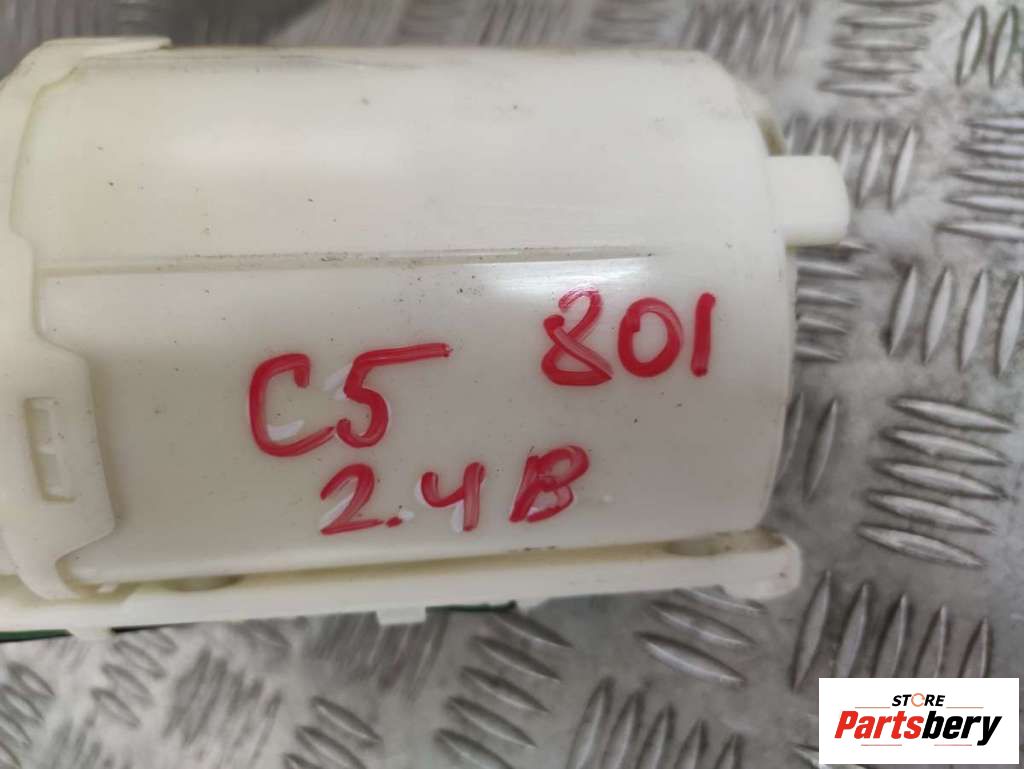 C5 801
2.4B
STORE
Partsbery